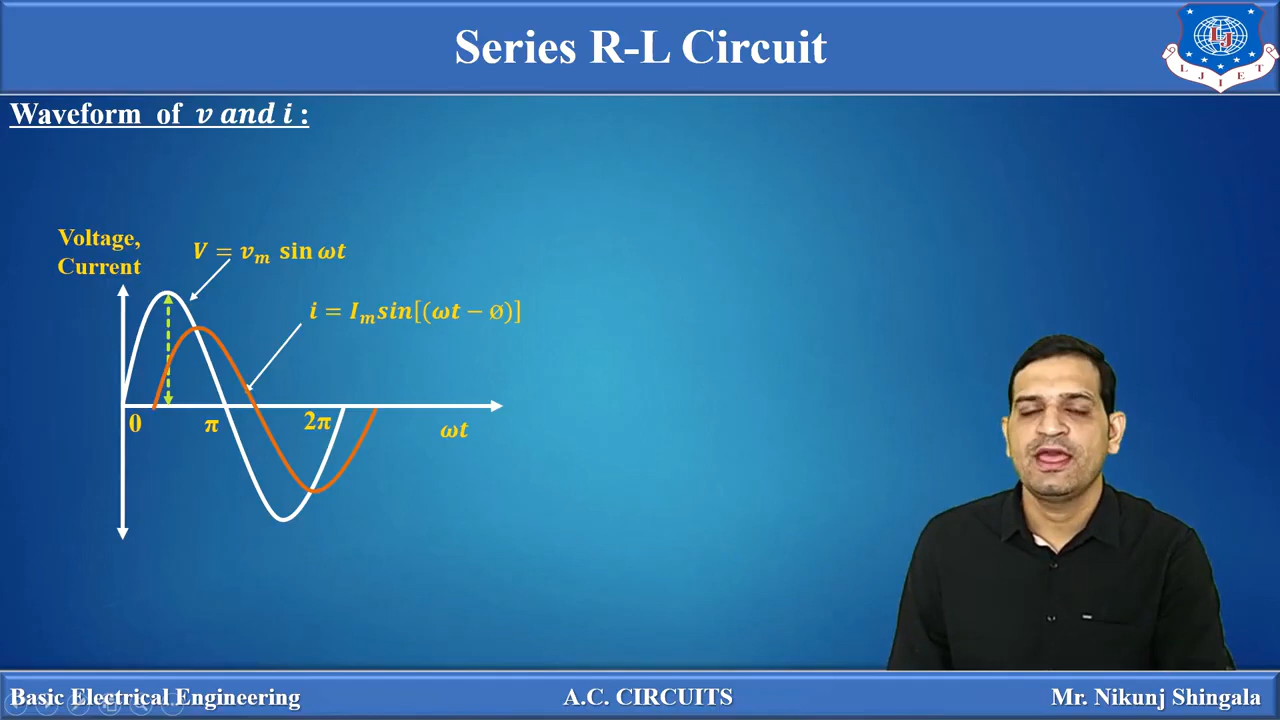 Series R-L Circuit
LJ
L J I E T
Waveform of v and i :
Voltage,
Current
V = vₘ sin ωt
i = Iₘsin[(ωt − ø)]
0
π
2π
ωt
Basic Electrical Engineering
A.C. CIRCUITS
Mr. Nikunj Shingala